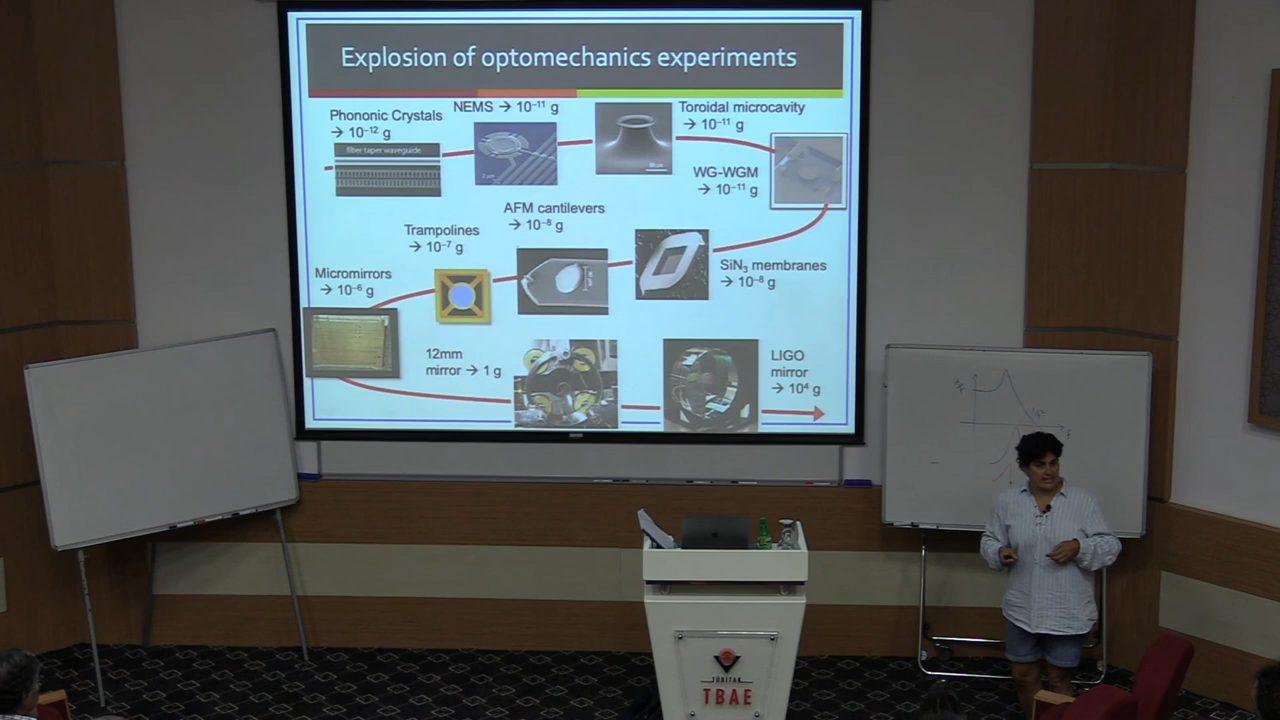 Explosion of optomechanics experiments
Phononic Crystals
→ 10⁻¹² g
fiber taper waveguide
NEMS → 10⁻¹¹ g
2 μm
Toroidal microcavity
→ 10⁻¹¹ g
WG-WGM
→ 10⁻¹¹ g
AFM cantilevers
→ 10⁻⁸ g
Trampolines
→ 10⁻⁷ g
SiN₃ membranes
→ 10⁻⁸ g
Micromirrors
→ 10⁻⁶ g
12mm
mirror → 1 g
LIGO
mirror
→ 10⁴ g
f
TÜBİTAK
TBAE